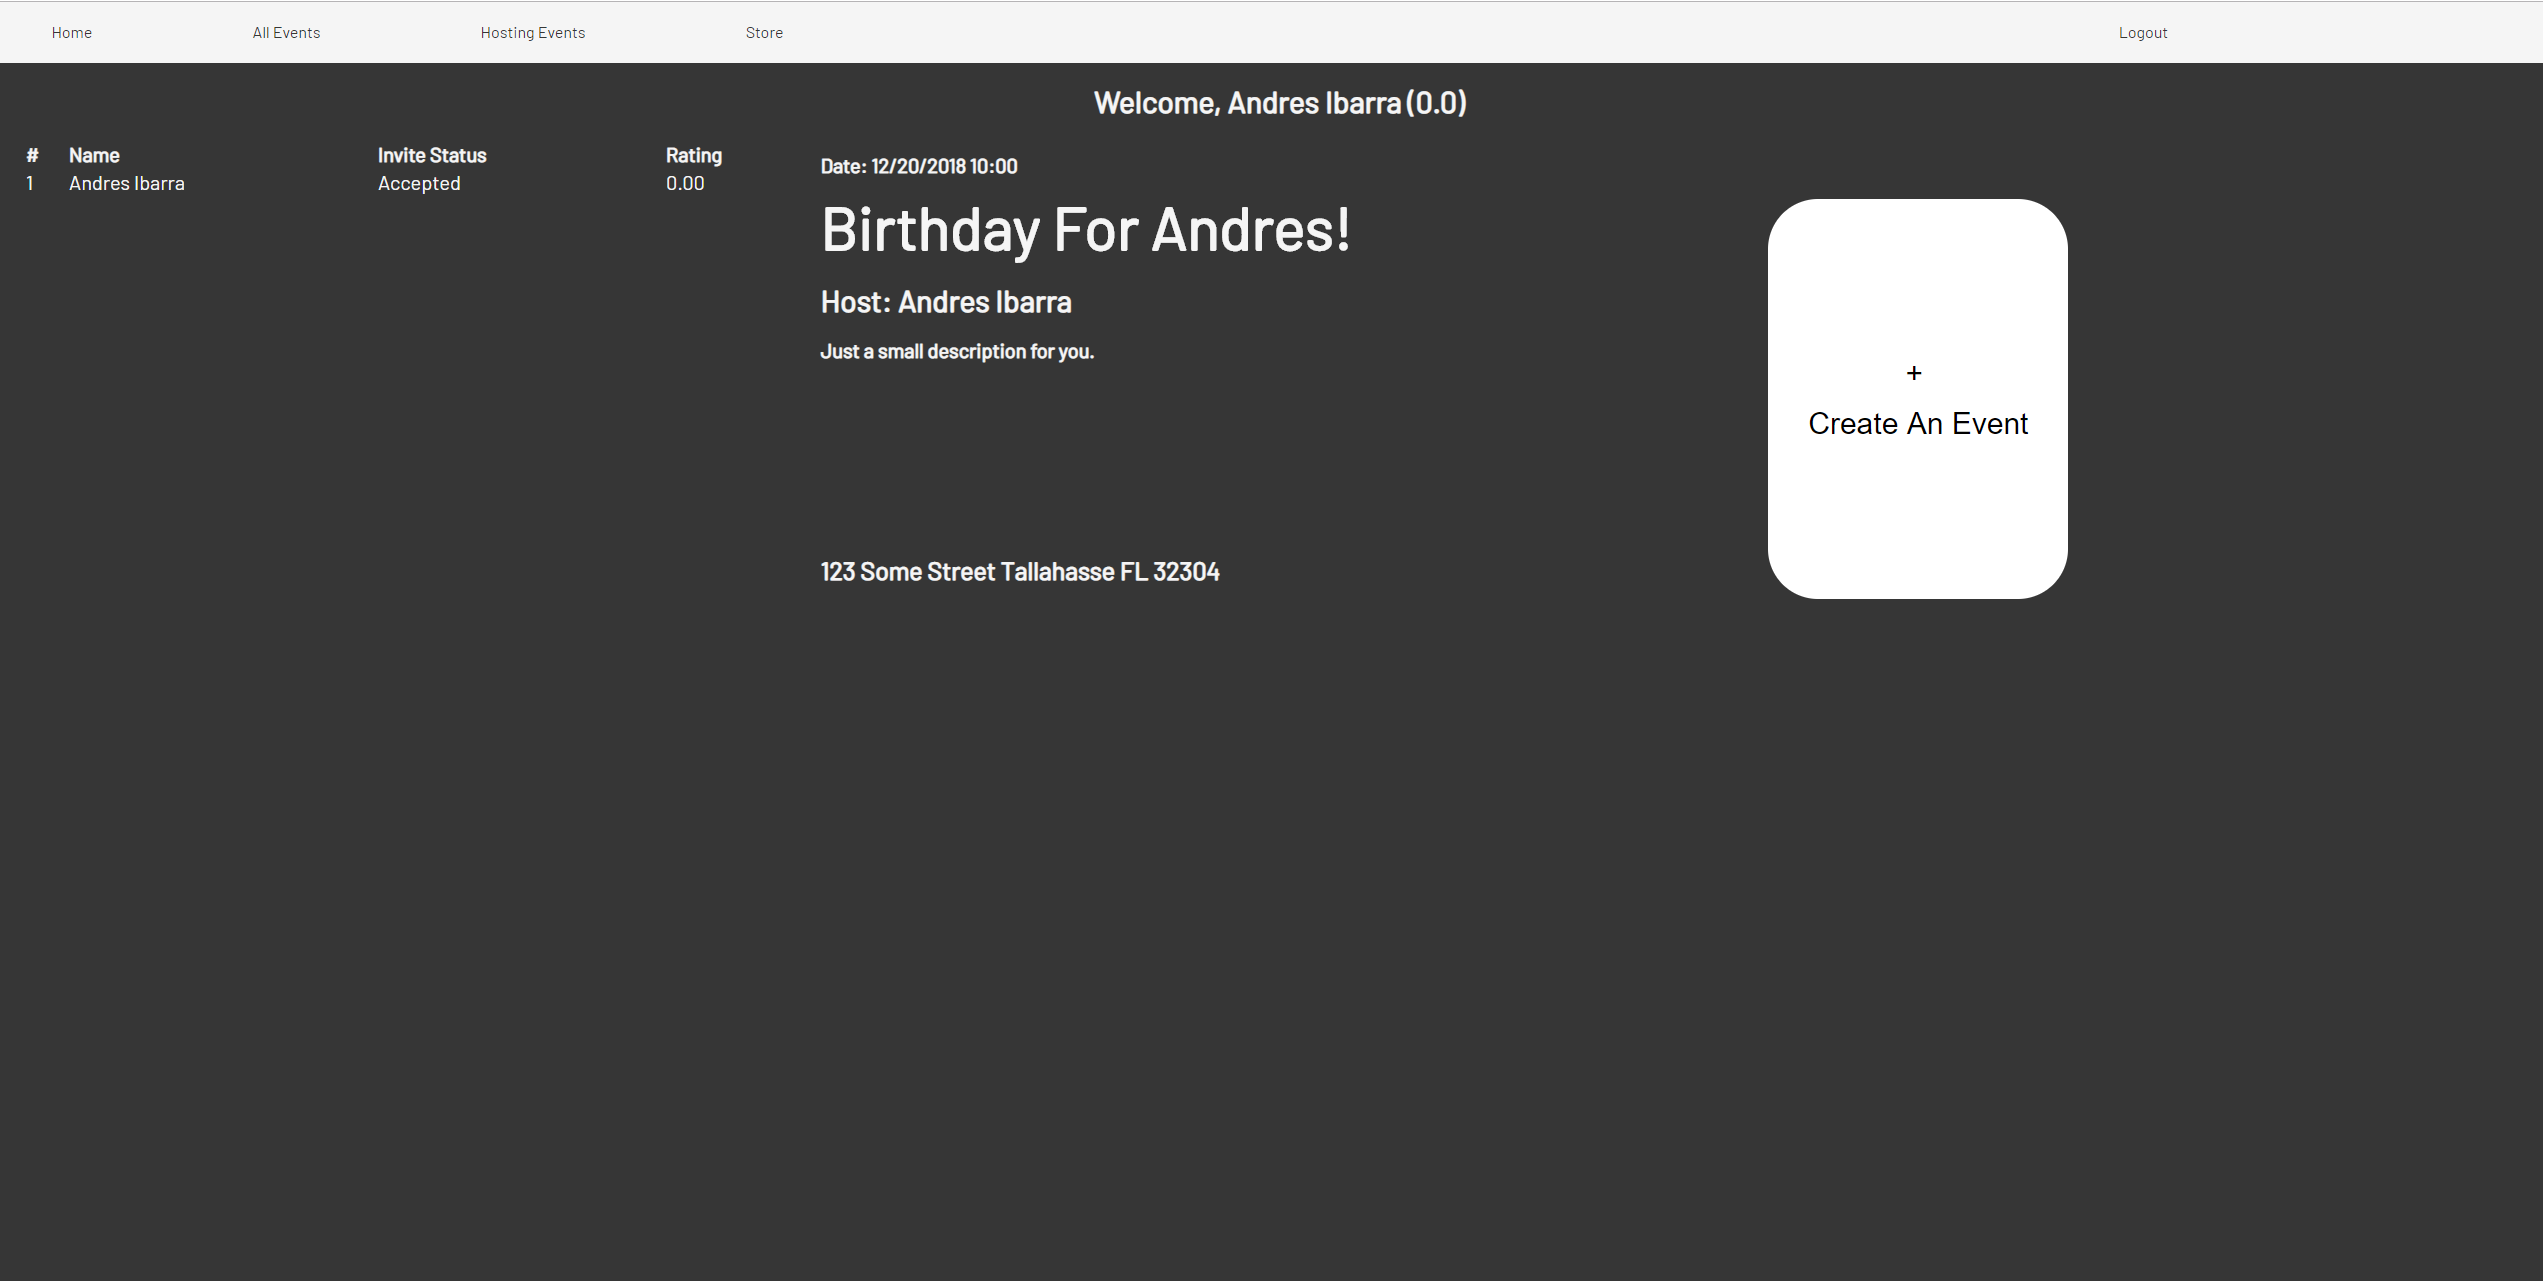 Home All Events Hosting Events Store Logout
Welcome, Andres Ibarra (0.0)
# Name Invite Status Rating
1 Andres Ibarra Accepted 0.00
Date: 12/20/2018 10:00
Birthday For Andres!
Host: Andres Ibarra
Just a small description for you.
123 Some Street Tallahasse FL 32304
+
Create An Event